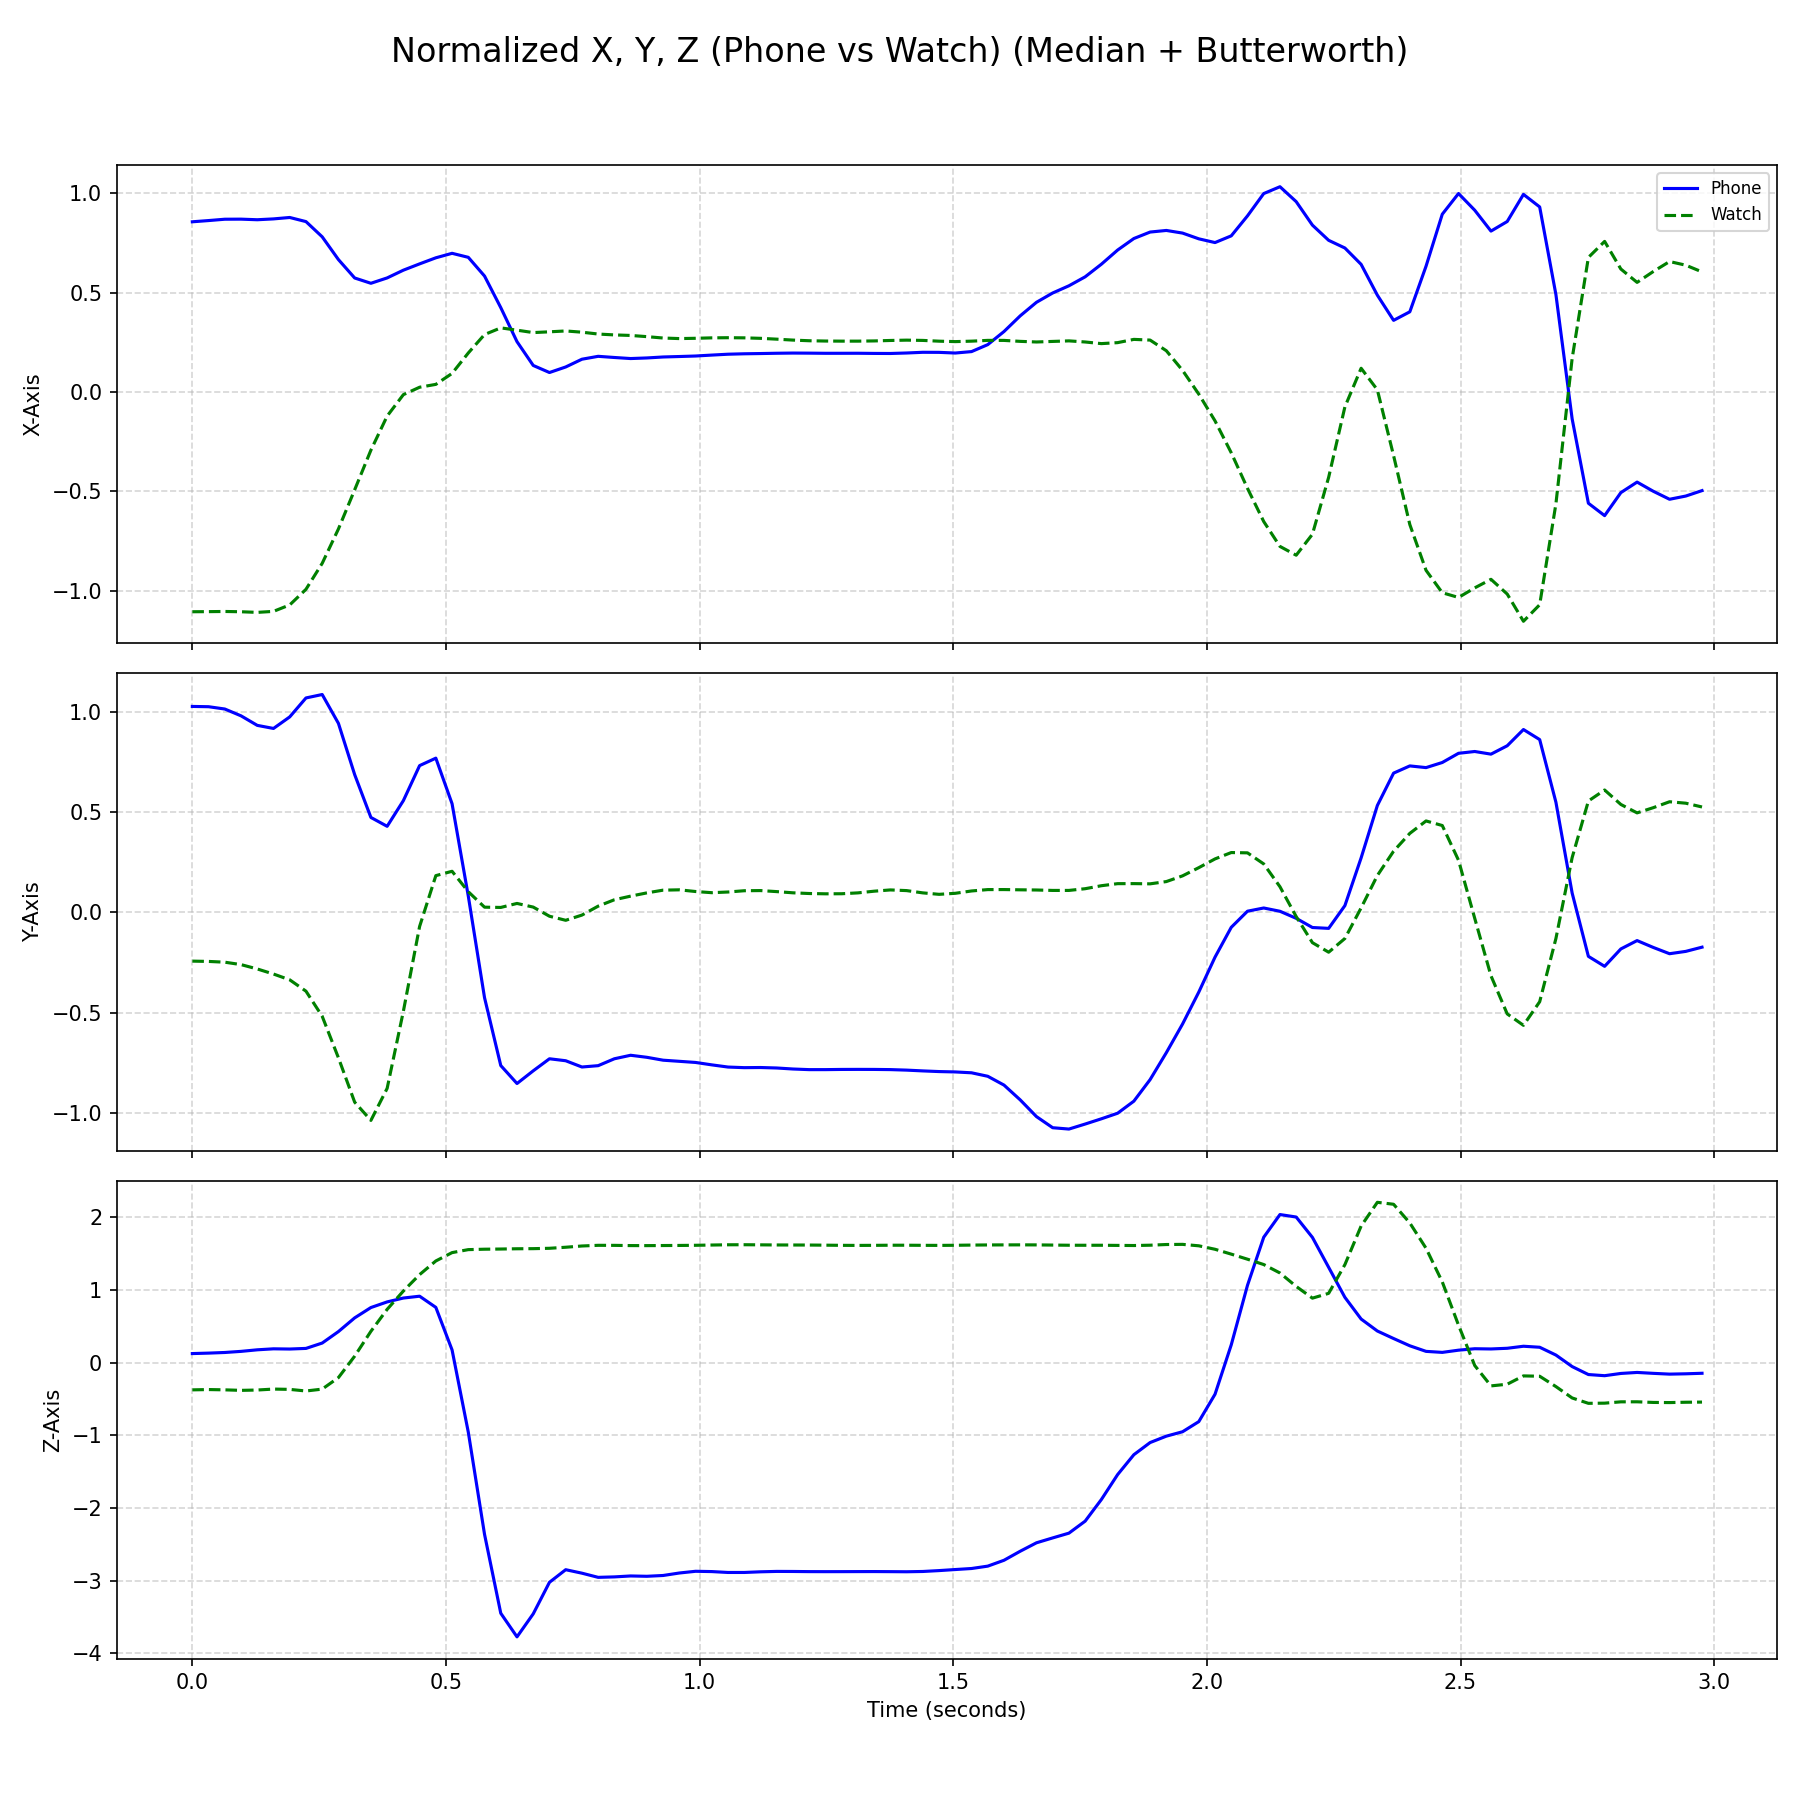 Normalized X, Y, Z (Phone vs Watch) (Median + Butterworth)
Phone
Watch
1.0
0.5
0.0
−0.5
−1.0
X-Axis
1.0
0.5
0.0
−0.5
−1.0
Y-Axis
2
1
0
−1
−2
−3
−4
Z-Axis
0.0 0.5 1.0 1.5 2.0 2.5 3.0
Time (seconds)